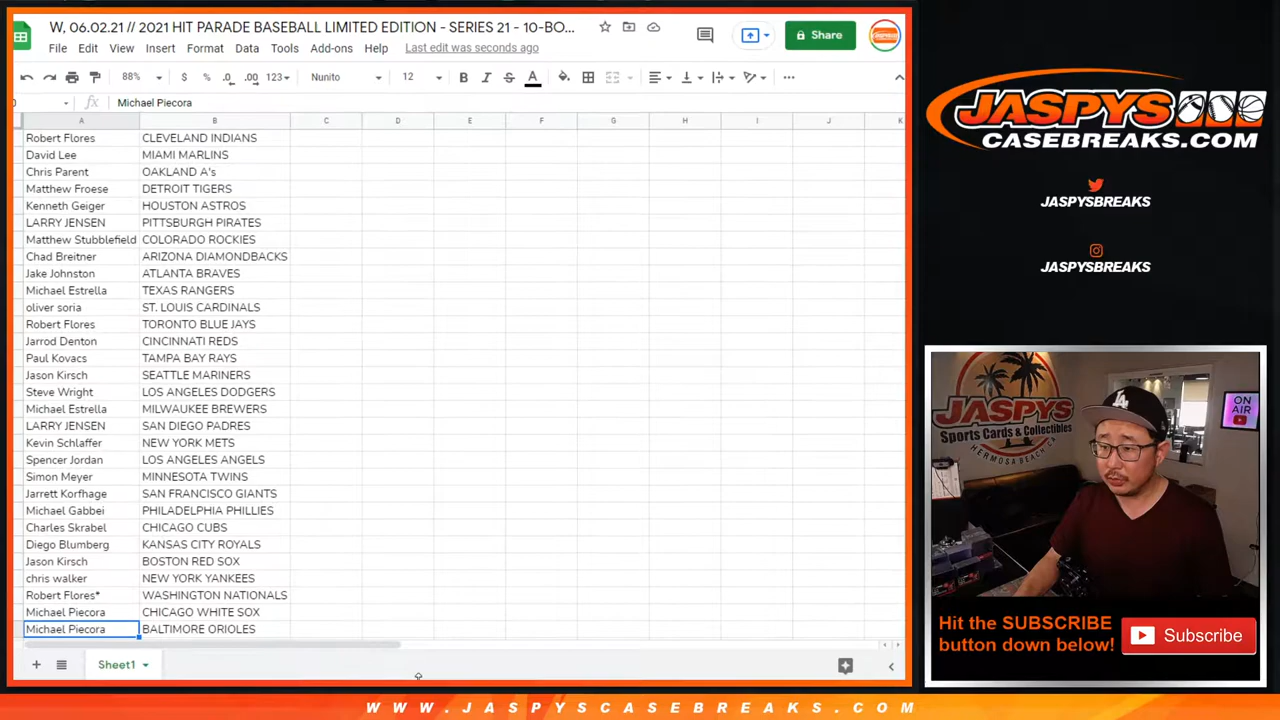 W, 06.02.21 // 2021 HIT PARADE BASEBALL LIMITED EDITION - SERIES 21 - 10-BO...
Share
File Edit View Insert Format Data Tools Add-ons Help Last edit was seconds ago
88% $ % .0 .00 123 Nunito 12 B I S A
fx Michael Piecora
A B C D E F G H I J K
Robert Flores CLEVELAND INDIANS
David Lee MIAMI MARLINS
Chris Parent OAKLAND A's
Matthew Froese DETROIT TIGERS
Kenneth Geiger HOUSTON ASTROS
LARRY JENSEN PITTSBURGH PIRATES
Matthew Stubblefield COLORADO ROCKIES
Chad Breitner ARIZONA DIAMONDBACKS
Jake Johnston ATLANTA BRAVES
Michael Estrella TEXAS RANGERS
oliver soria ST. LOUIS CARDINALS
Robert Flores TORONTO BLUE JAYS
Jarrod Denton CINCINNATI REDS
Paul Kovacs TAMPA BAY RAYS
Jason Kirsch SEATTLE MARINERS
Steve Wright LOS ANGELES DODGERS
Michael Estrella MILWAUKEE BREWERS
LARRY JENSEN SAN DIEGO PADRES
Kevin Schlaffer NEW YORK METS
Spencer Jordan LOS ANGELES ANGELS
Simon Meyer MINNESOTA TWINS
Jarrett Korfhage SAN FRANCISCO GIANTS
Michael Gabbei PHILADELPHIA PHILLIES
Charles Skrabel CHICAGO CUBS
Diego Blumberg KANSAS CITY ROYALS
Jason Kirsch BOSTON RED SOX
chris walker NEW YORK YANKEES
Robert Flores* WASHINGTON NATIONALS
Michael Piecora CHICAGO WHITE SOX
Michael Piecora BALTIMORE ORIOLES
Sheet1
JASPYS
CASEBREAKS.COM
JASPYSBREAKS
JASPYSBREAKS
JASPYS
Sports Cards & Collectibles
HERMOSA BEACH CA
LA
ON
AIR
Hit the SUBSCRIBE
button down below!
Subscribe
WWW.JASPYSCASEBREAKS.COM